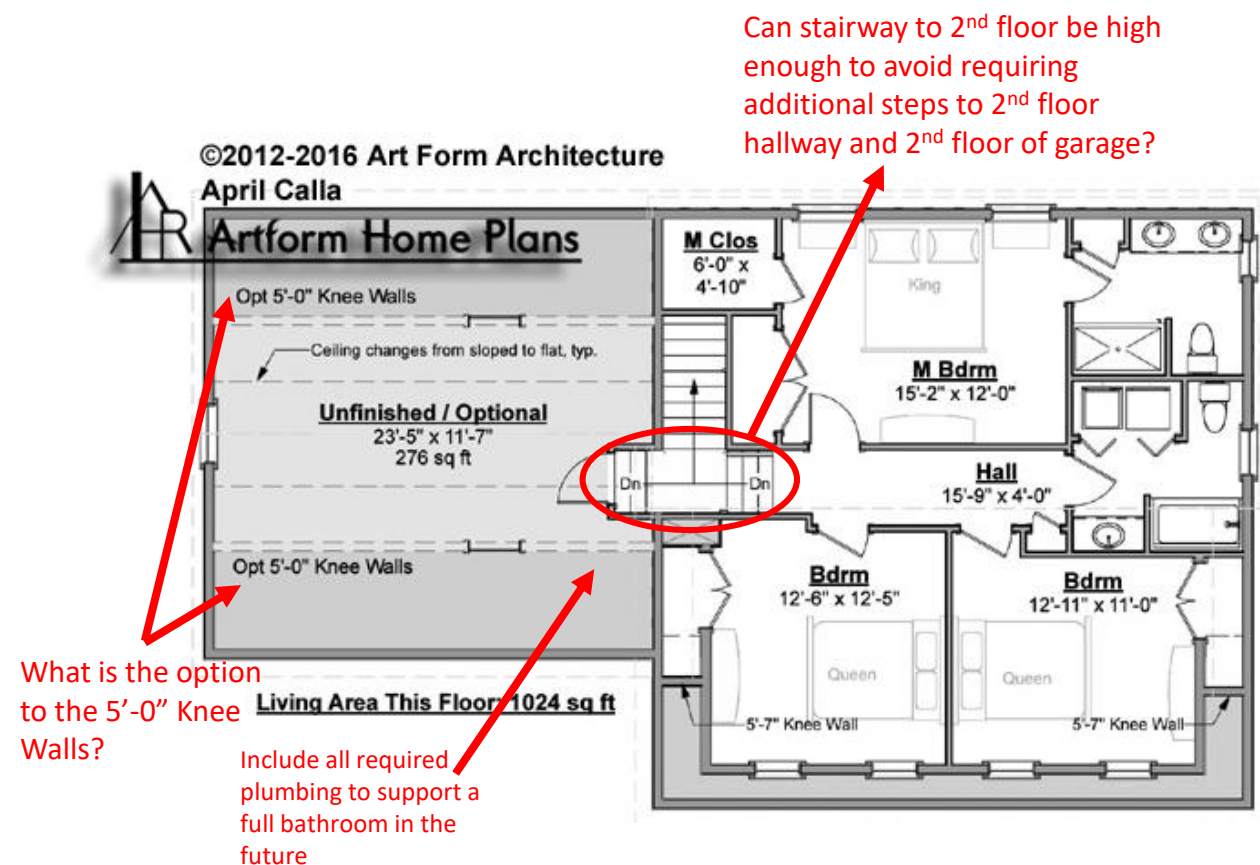 Can stairway to 2nd floor be high
enough to avoid requiring
additional steps to 2nd floor
hallway and 2nd floor of garage?
©2012-2016 Art Form Architecture
April Calla
AR Artform Home Plans
Opt 5'-0" Knee Walls
Ceiling changes from sloped to flat, typ.
Unfinished / Optional
23'-5" x 11'-7"
276 sq ft
M Clos
6'-0" x
4'-10"
King
M Bdrm
15'-2" x 12'-0"
Dn
Dn
Hall
15'-9" x 4'-0"
Opt 5'-0" Knee Walls
Bdrm
12'-6" x 12'-5"
Bdrm
12'-11" x 11'-0"
Queen
Queen
5'-7" Knee Wall
5'-7" Knee Wall
What is the option
to the 5'-0” Knee
Walls?
Living Area This Floor: 1024 sq ft
Include all required
plumbing to support a
full bathroom in the
future